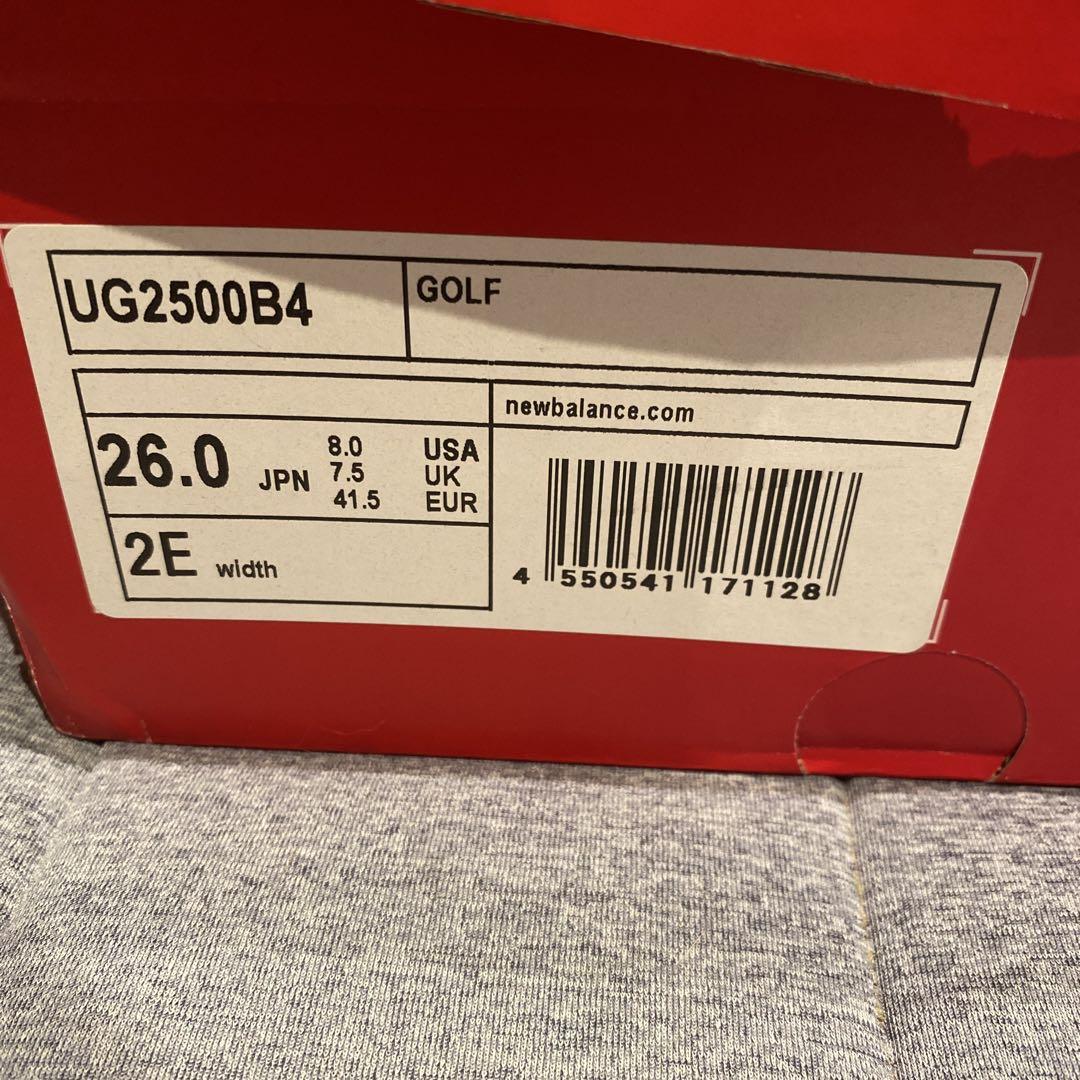 UG2500B4
GOLF
newbalance.com
26.0 JPN
8.0 USA
7.5 UK
41.5 EUR
2E width
4 550541 171128